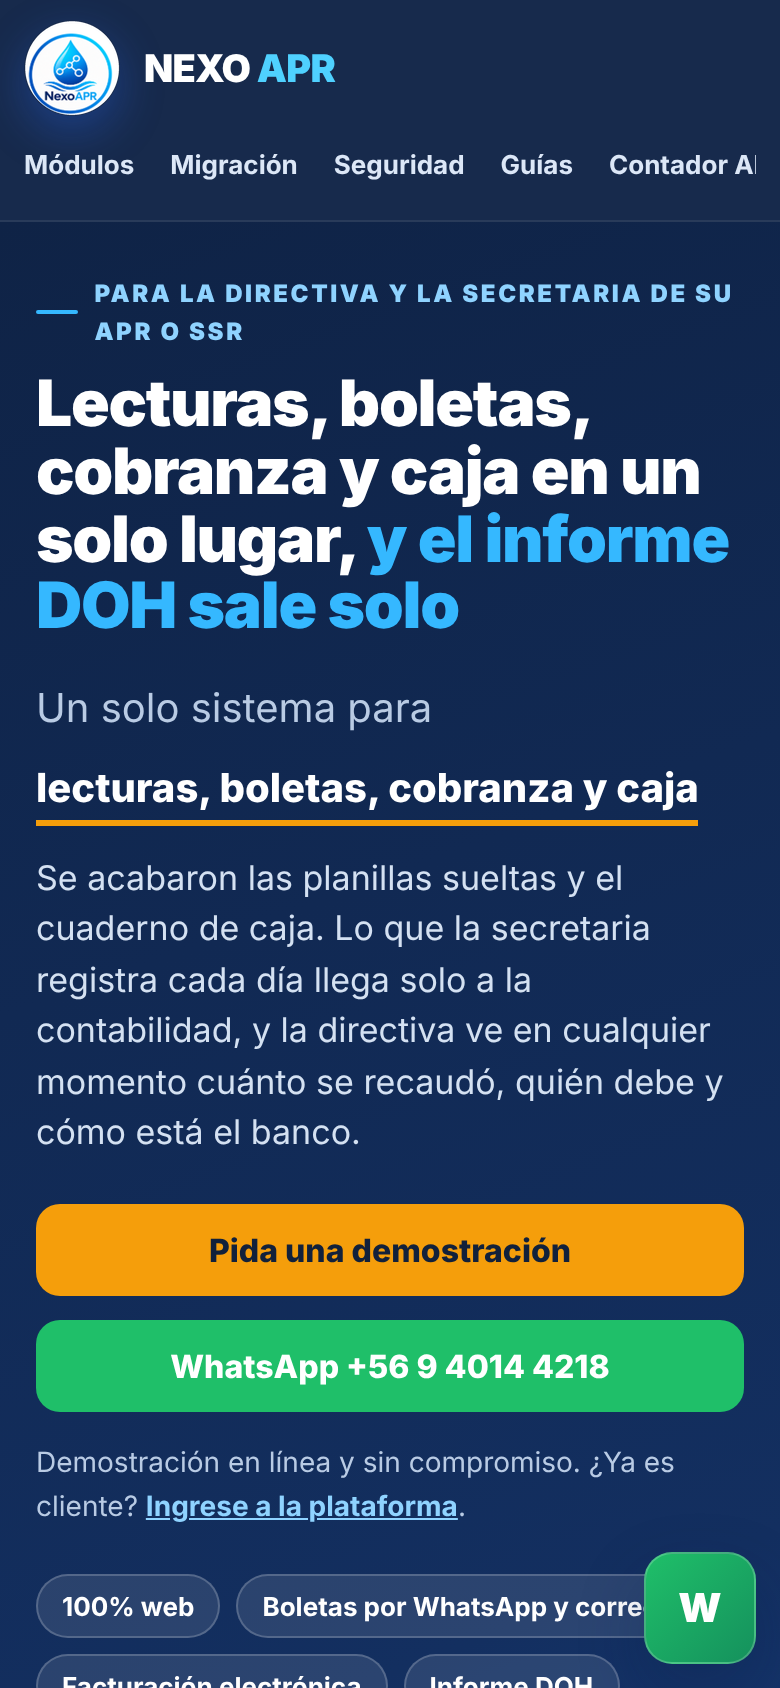 NexoAPR
NEXO APR
Módulos Migración Seguridad Guías Contador
PARA LA DIRECTIVA Y LA SECRETARIA DE SU
APR O SSR
Lecturas, boletas,
cobranza y caja en un
solo lugar, y el informe
DOH sale solo
Un solo sistema para
lecturas, boletas, cobranza y caja
Se acabaron las planillas sueltas y el
cuaderno de caja. Lo que la secretaria
registra cada día llega solo a la
contabilidad, y la directiva ve en cualquier
momento cuánto se recaudó, quién debe y
cómo está el banco.
Pida una demostración
WhatsApp +56 9 4014 4218
Demostración en línea y sin compromiso. ¿Ya es
cliente? Ingrese a la plataforma.
100% web
Boletas por WhatsApp y
W
Facturación electrónica
Informe DOH